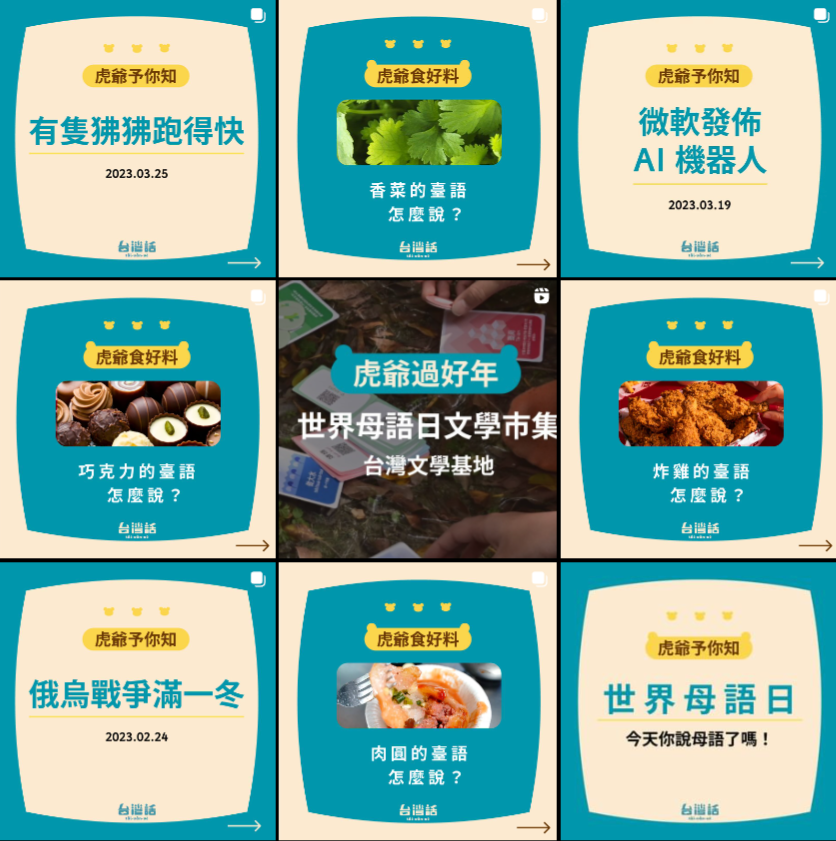 虎爺予你知
有隻狒狒跑得快
2023.03.25
台灣話
虎爺食好料
香菜的臺語
怎麼說？
台灣話
虎爺予你知
微軟發佈
AI 機器人
2023.03.19
台灣話
虎爺食好料
巧克力的臺語
怎麼說？
台灣話
虎爺過好年
世界母語日文學市集
台灣文學基地
虎爺食好料
炸雞的臺語
怎麼說？
台灣話
虎爺予你知
俄烏戰爭滿一冬
2023.02.24
台灣話
虎爺食好料
肉圓的臺語
怎麼說？
台灣話
虎爺予你知
世界母語日
今天你說母語了嗎！
台灣話